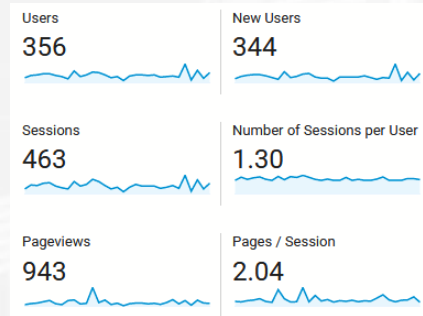 Users
356
New Users
344
Sessions
463
Number of Sessions per User
1.30
Pageviews
943
Pages / Session
2.04